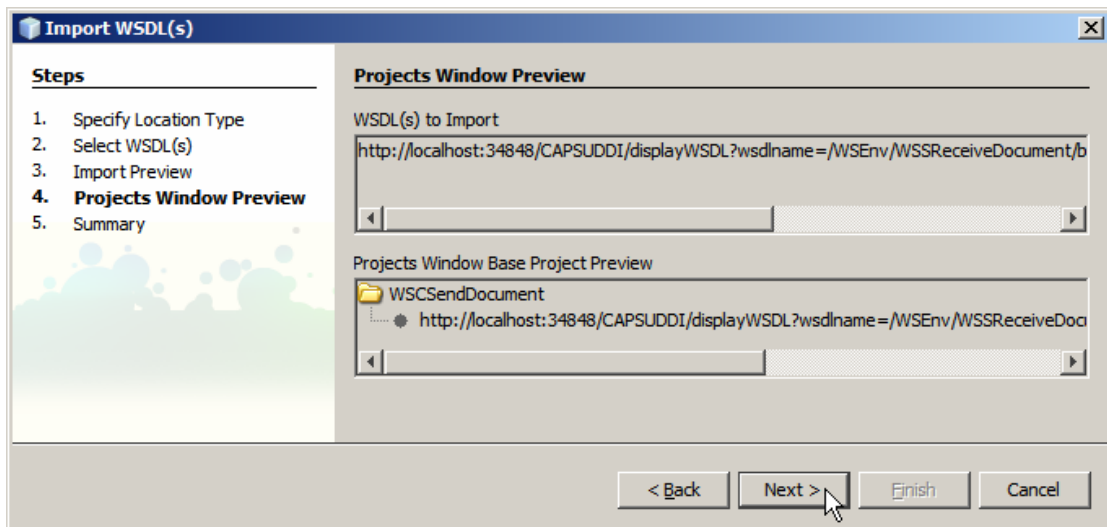 Import WSDL(s)
Steps
1. Specify Location Type
2. Select WSDL(s)
3. Import Preview
4. Projects Window Preview
5. Summary
Projects Window Preview
WSDL(s) to Import
http://localhost:34848/CAPSUDDI/displayWSDL?wsdlname=/WSEnv/WSSReceiveDocument/b
Projects Window Base Project Preview
WSCSendDocument
http://localhost:34848/CAPSUDDI/displayWSDL?wsdlname=/WSEnv/WSSReceiveDocu
< Back Next > Finish Cancel